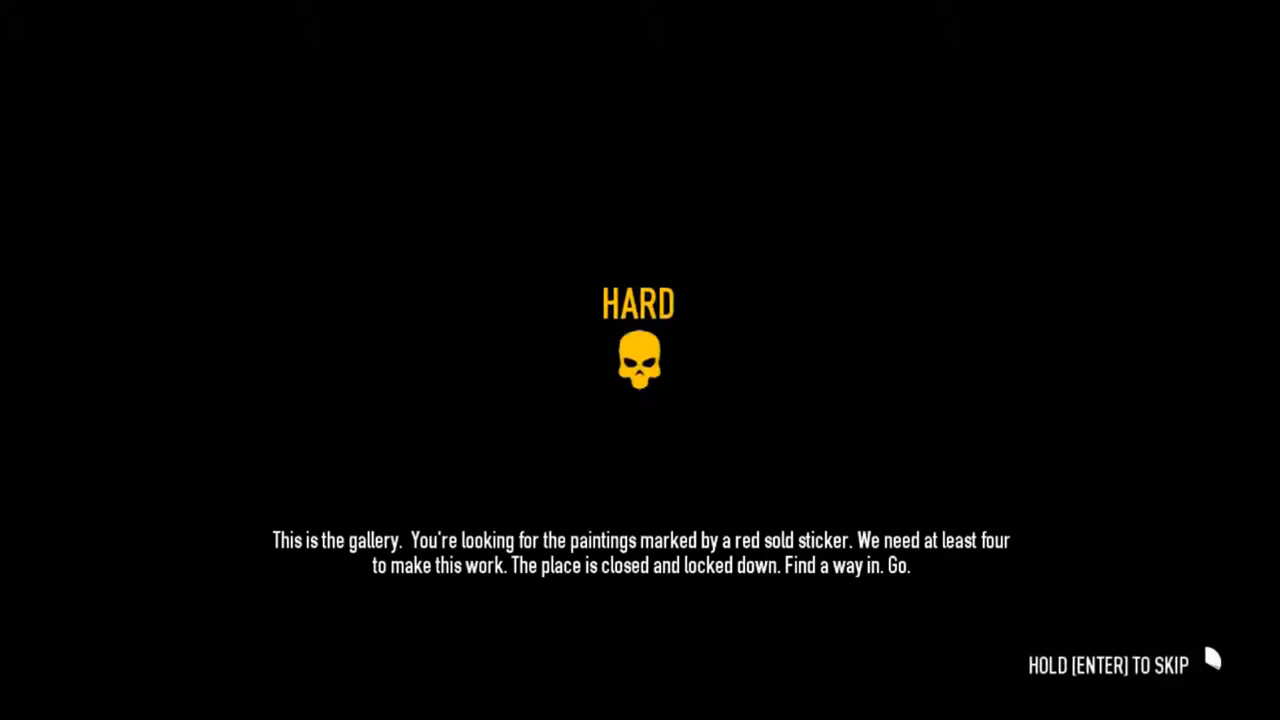 HARD
This is the gallery.  You're looking for the paintings marked by a red sold sticker. We need at least four
to make this work. The place is closed and locked down. Find a way in. Go.
HOLD [ENTER] TO SKIP